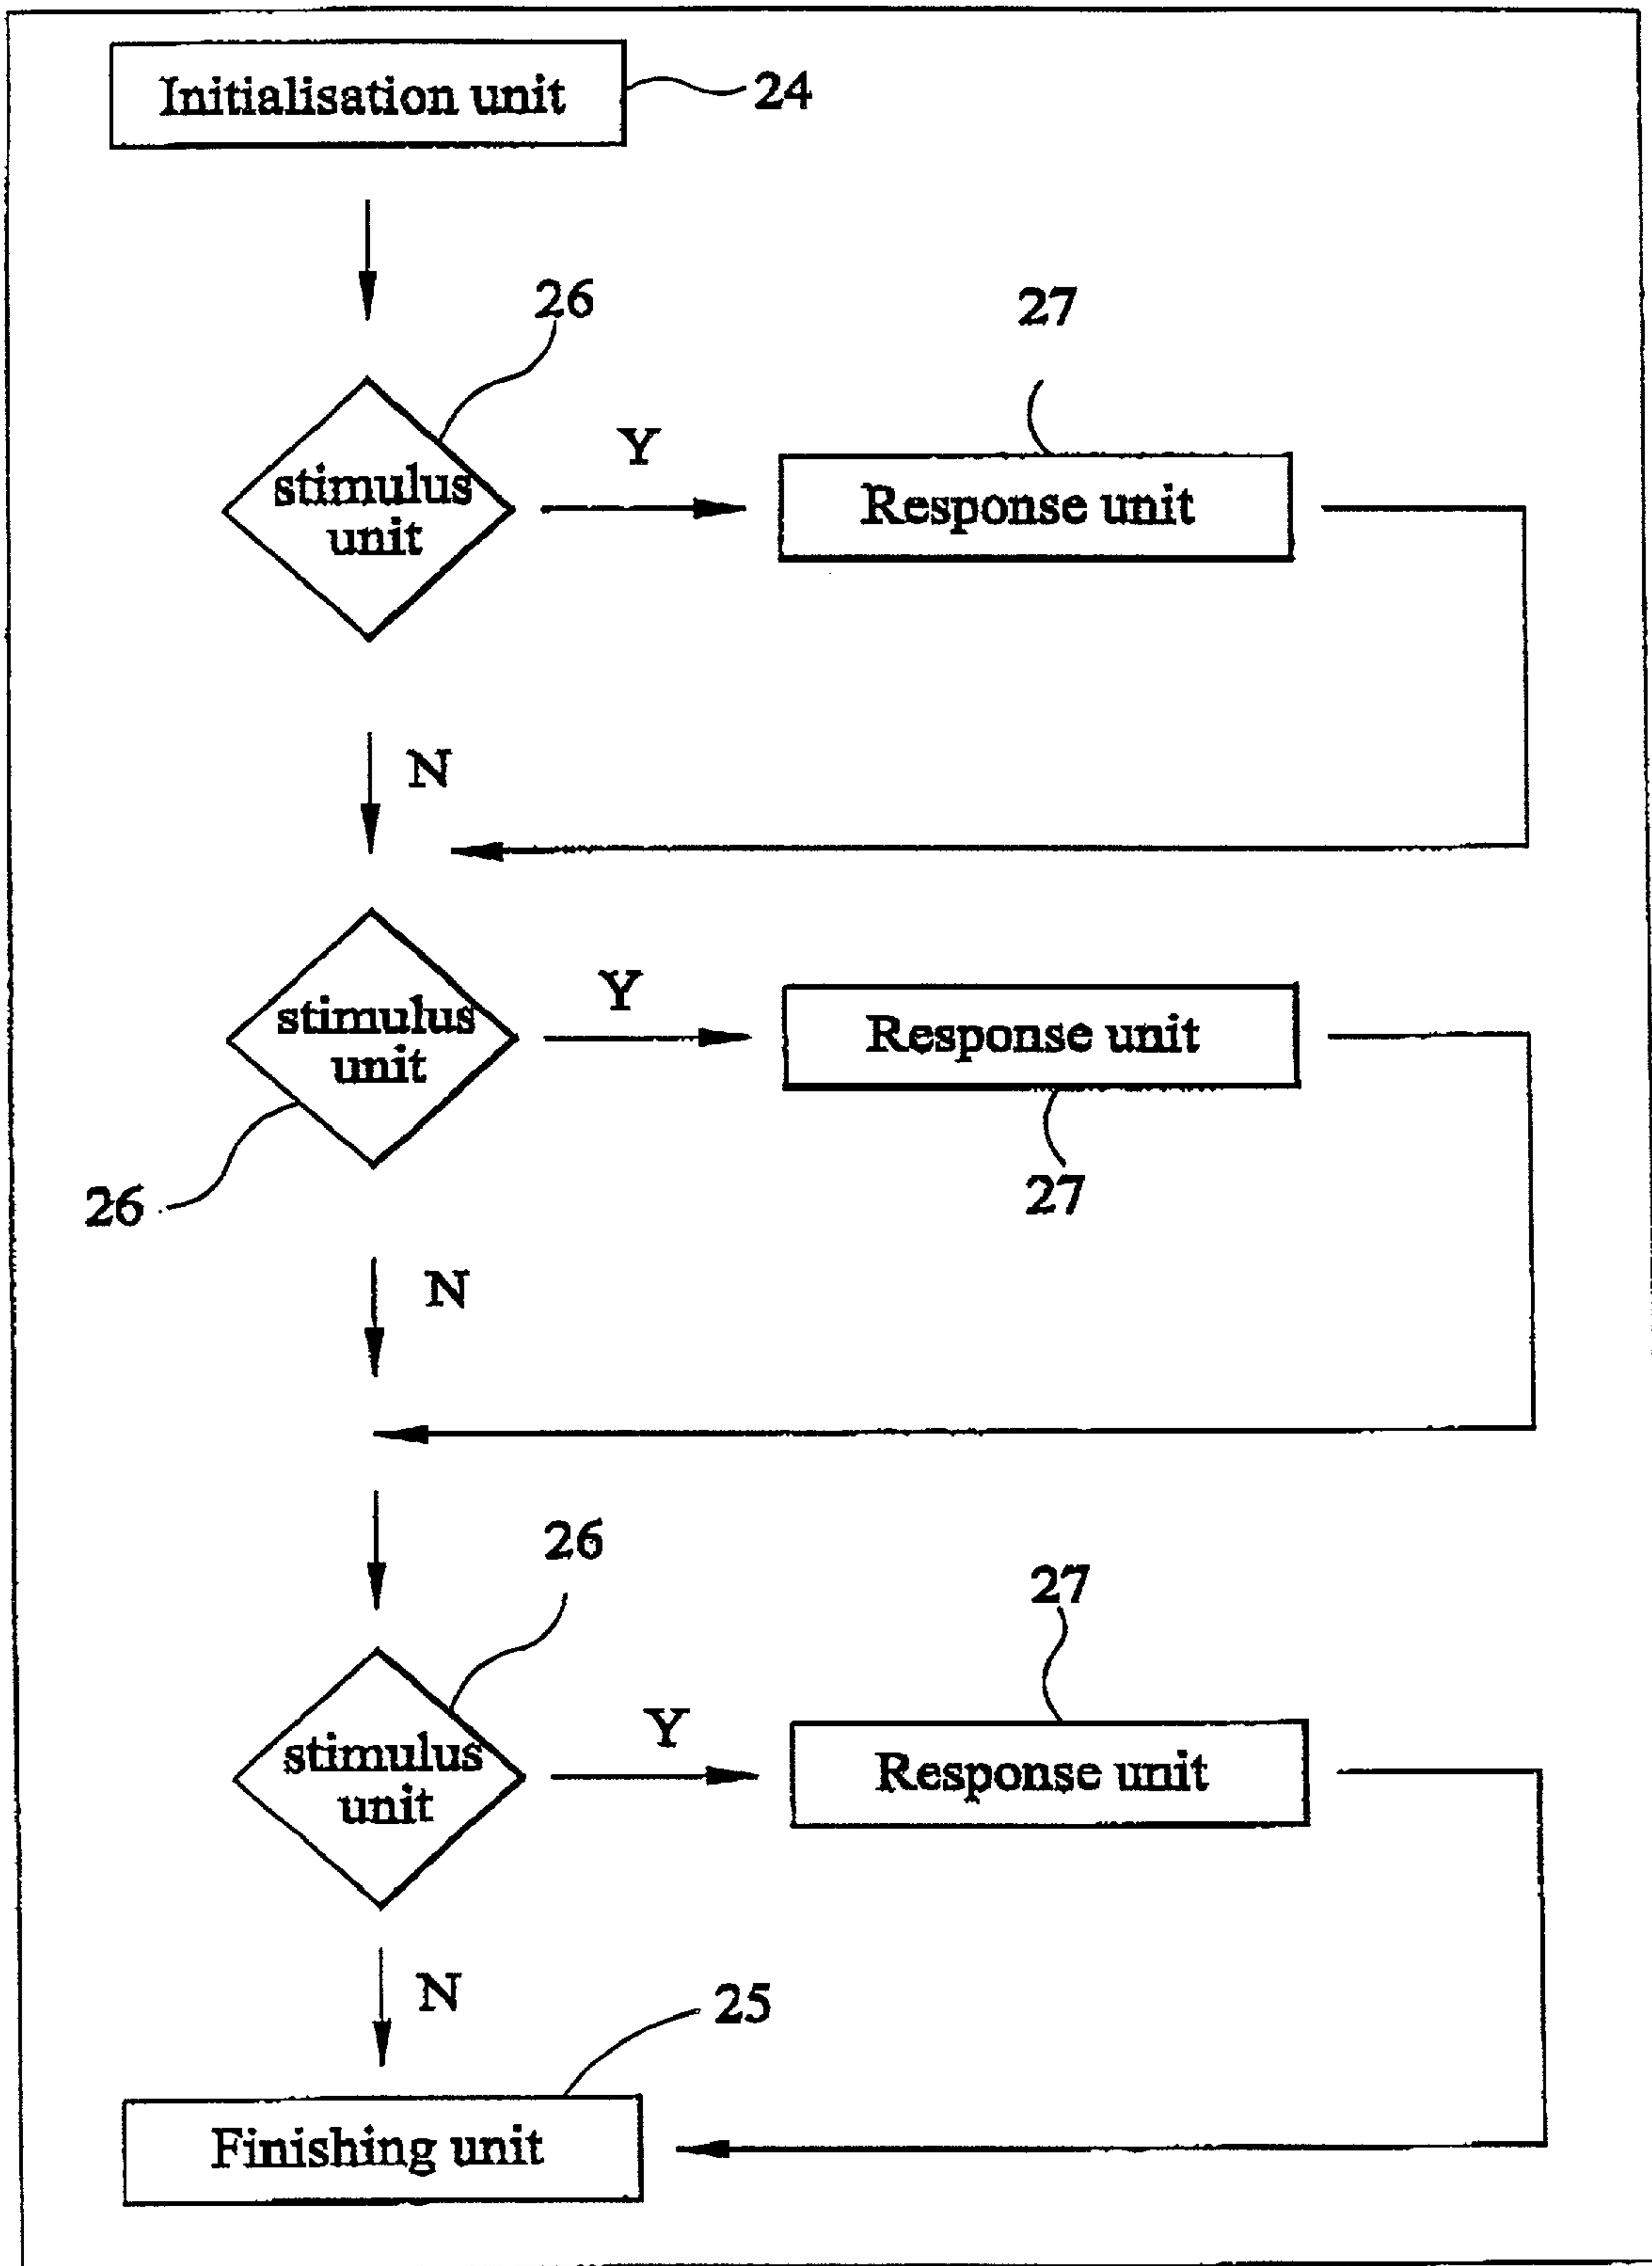 Initialisation unit
24
26
27
stimulus
unit
Y
Response unit
N
stimulus
unit
Y
Response unit
26
27
N
26
27
stimulus
unit
Y
Response unit
N
25
Finishing unit